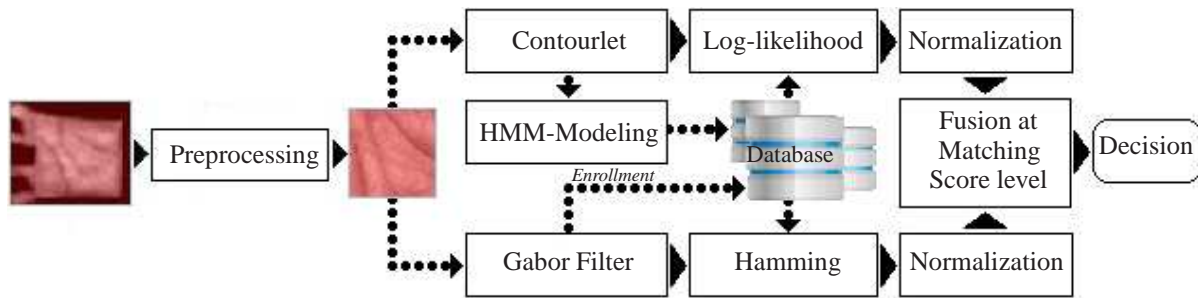 Contourlet
Log-likelihood
Normalization
Preprocessing
HMM-Modeling
Database
Enrollment
Fusion at
Matching
Score level
Decision
Gabor Filter
Hamming
Normalization